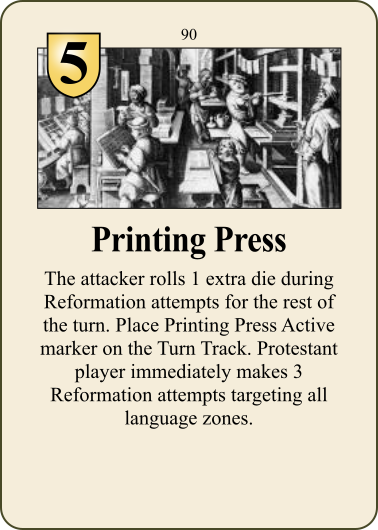 90
5
Printing Press
The attacker rolls 1 extra die during
Reformation attempts for the rest of
the turn. Place Printing Press Active
marker on the Turn Track. Protestant
player immediately makes 3
Reformation attempts targeting all
language zones.